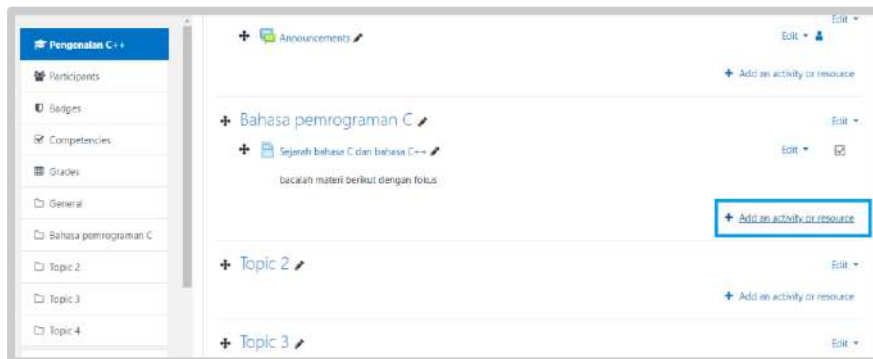 Pengenalan C++
Participants
Badges
Competencies
Grades
General
Bahasa pemrograman C
Topic 2
Topic 3
Topic 4
Edit
Announcements
Edit
Add an activity or resource
Bahasa pemrograman C
Edit
Sejarah bahasa C dan bahasa C++
Edit
bacalah materi berikut dengan fokus
Add an activity or resource
Topic 2
Edit
Add an activity or resource
Topic 3
Edit